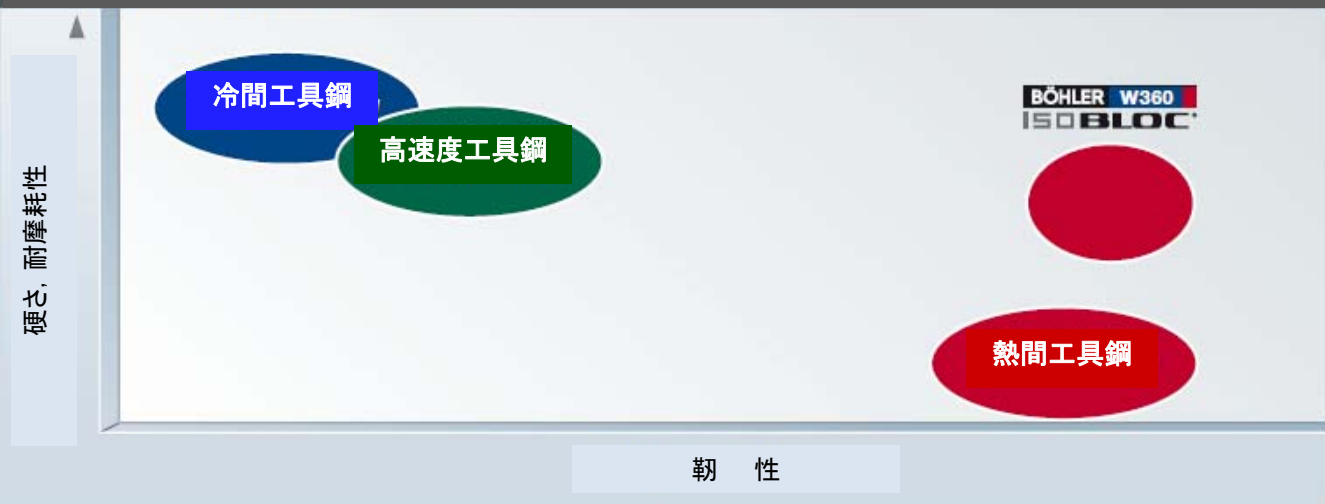 冷間工具鋼
高速度工具鋼
BÖHLER W360
ISOBLOC®
熱間工具鋼
硬さ, 耐摩耗性
靭 性